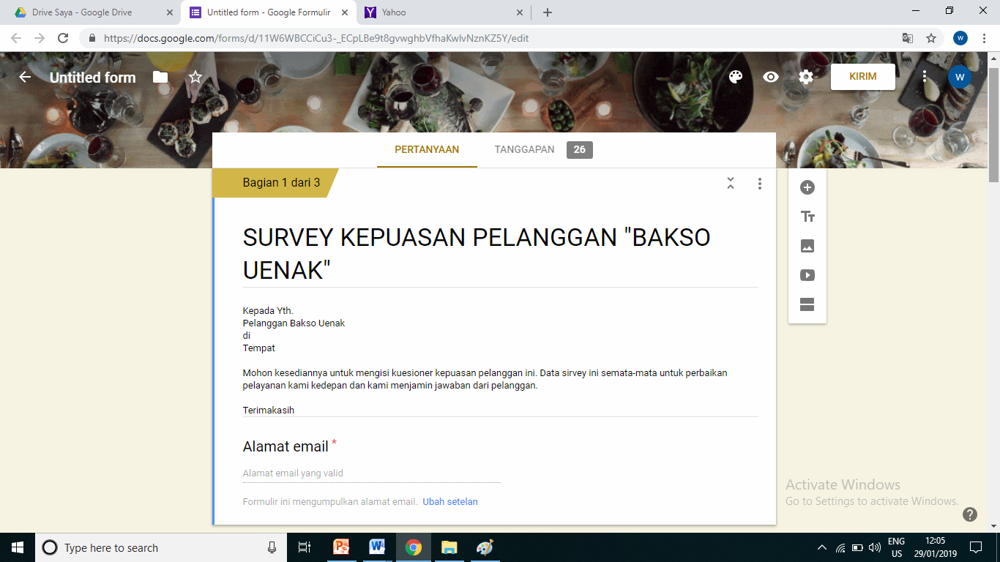 Drive Saya - Google Drive
Untitled form - Google Formulir
Yahoo
https://docs.google.com/forms/d/11W6WBCCiCu3-_ECpLBe9t8gvwghbVfhaKwlvNznKZ5Y/edit
w
Untitled form
KIRIM
W
PERTANYAAN
TANGGAPAN 26
Bagian 1 dari 3
SURVEY KEPUASAN PELANGGAN "BAKSO
UENAK"
Kepada Yth.
Pelanggan Bakso Uenak
di
Tempat
Mohon kesediannya untuk mengisi kuesioner kepuasan pelanggan ini. Data sirvey ini semata-mata untuk perbaikan
pelayanan kami kedepan dan kami menjamin jawaban dari pelanggan.
Terimakasih
Alamat email *
Alamat email yang valid
Formulir ini mengumpulkan alamat email. Ubah setelan
Activate Windows
Go to Settings to activate Windows.
Type here to search
ENG
US
12:05
29/01/2019